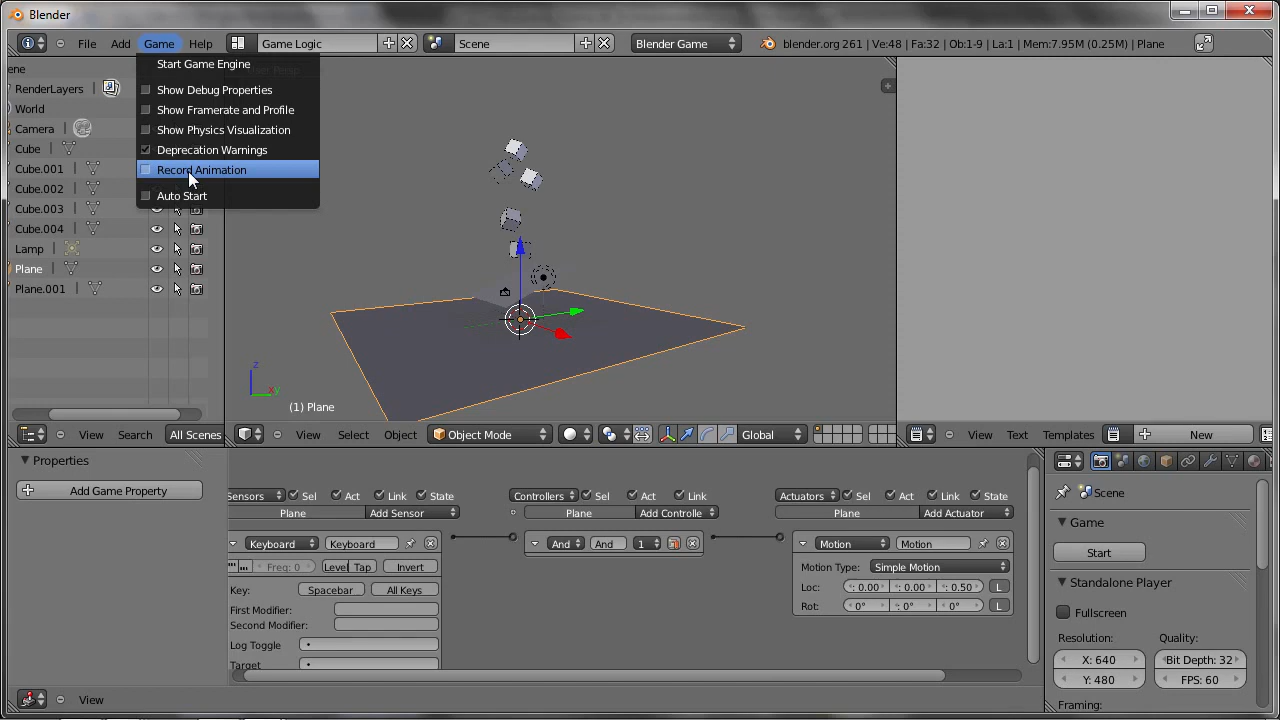 Blender
File Add Game Help Game Logic Scene Blender Game blender.org 261 | Ve:48 | Fa:32 | Ob:1-9 | La:1 | Mem:7.95M (0.25M) | Plane
Start Game Engine
Show Debug Properties
Show Framerate and Profile
Show Physics Visualization
Deprecation Warnings
Record Animation
Auto Start
ene
RenderLayers
World
Camera
Cube
Cube.001
Cube.002
Cube.003
Cube.004
Lamp
Plane
Plane.001
z
x y
(1) Plane
View Search All Scenes
View Select Object Object Mode Global
View Text Templates New
Properties
Add Game Property
Sensors Sel Act Link State
Plane Add Sensor
Keyboard Keyboard
Freq: 0 Level Tap Invert
Key: Spacebar All Keys
First Modifier:
Second Modifier:
Log Toggle
Target
Controllers Sel Act Link
Plane Add Controlle
And And 1
Actuators Sel Act Link State
Plane Add Actuator
Motion Motion
Motion Type: Simple Motion
Loc: : 0.00 : 0.00 : 0.50 L
Rot: 0° : 0° 0° L
Scene
Game
Start
Standalone Player
Fullscreen
Resolution: Quality:
X: 640 Bit Depth: 32
Y: 480 FPS: 60
Framing:
View